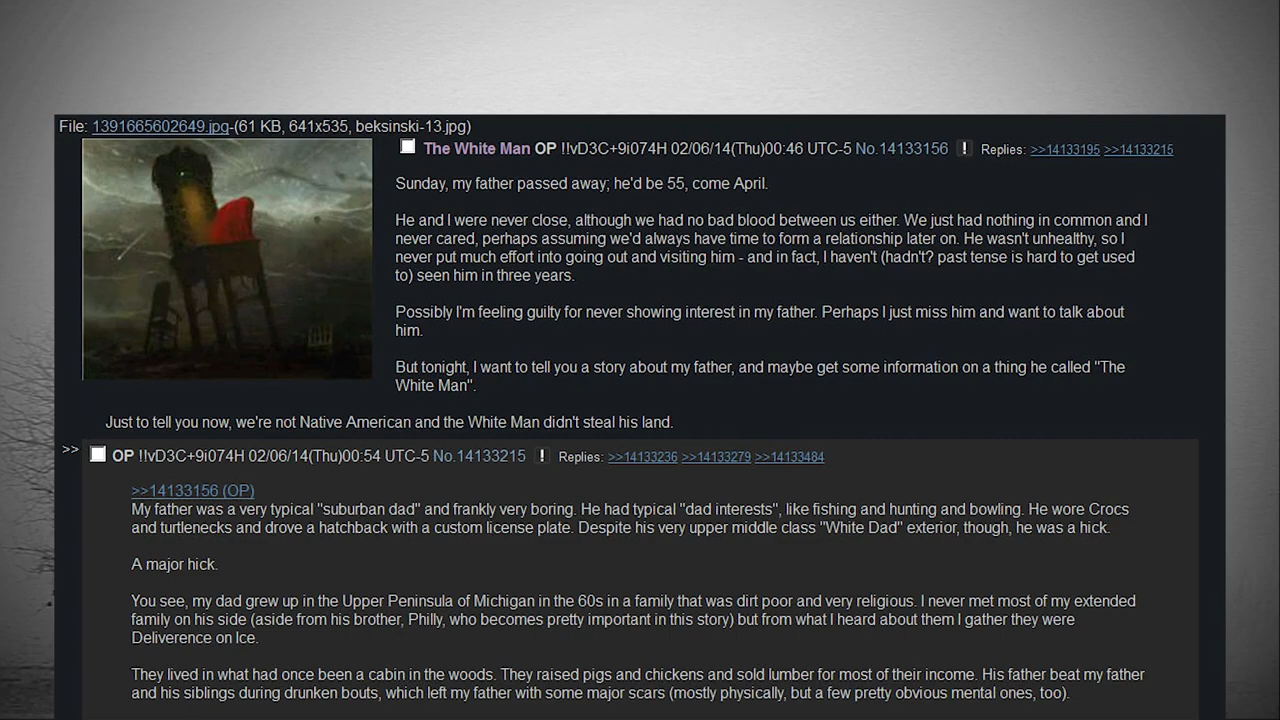 File: 1391665602649.jpg-(61 KB, 641x535, beksinski-13.jpg)
The White Man OP !!vD3C+9i074H 02/06/14(Thu)00:46 UTC-5 No.14133156 ! Replies: >>14133195 >>14133215
Sunday, my father passed away; he'd be 55, come April.
He and I were never close, although we had no bad blood between us either. We just had nothing in common and I
never cared, perhaps assuming we'd always have time to form a relationship later on. He wasn't unhealthy, so I
never put much effort into going out and visiting him - and in fact, I haven't (hadn't? past tense is hard to get used
to) seen him in three years.
Possibly I'm feeling guilty for never showing interest in my father. Perhaps I just miss him and want to talk about
him.
But tonight, I want to tell you a story about my father, and maybe get some information on a thing he called "The
White Man".
Just to tell you now, we're not Native American and the White Man didn't steal his land.
>> OP !!vD3C+9i074H 02/06/14(Thu)00:54 UTC-5 No.14133215 ! Replies: >>14133236 >>14133279 >>14133484
>>14133156 (OP)
My father was a very typical "suburban dad" and frankly very boring. He had typical "dad interests", like fishing and hunting and bowling. He wore Crocs
and turtlenecks and drove a hatchback with a custom license plate. Despite his very upper middle class "White Dad" exterior, though, he was a hick.
A major hick.
You see, my dad grew up in the Upper Peninsula of Michigan in the 60s in a family that was dirt poor and very religious. I never met most of my extended
family on his side (aside from his brother, Philly, who becomes pretty important in this story) but from what I heard about them I gather they were
Deliverence on Ice.
They lived in what had once been a cabin in the woods. They raised pigs and chickens and sold lumber for most of their income. His father beat my father
and his siblings during drunken bouts, which left my father with some major scars (mostly physically, but a few pretty obvious mental ones, too).